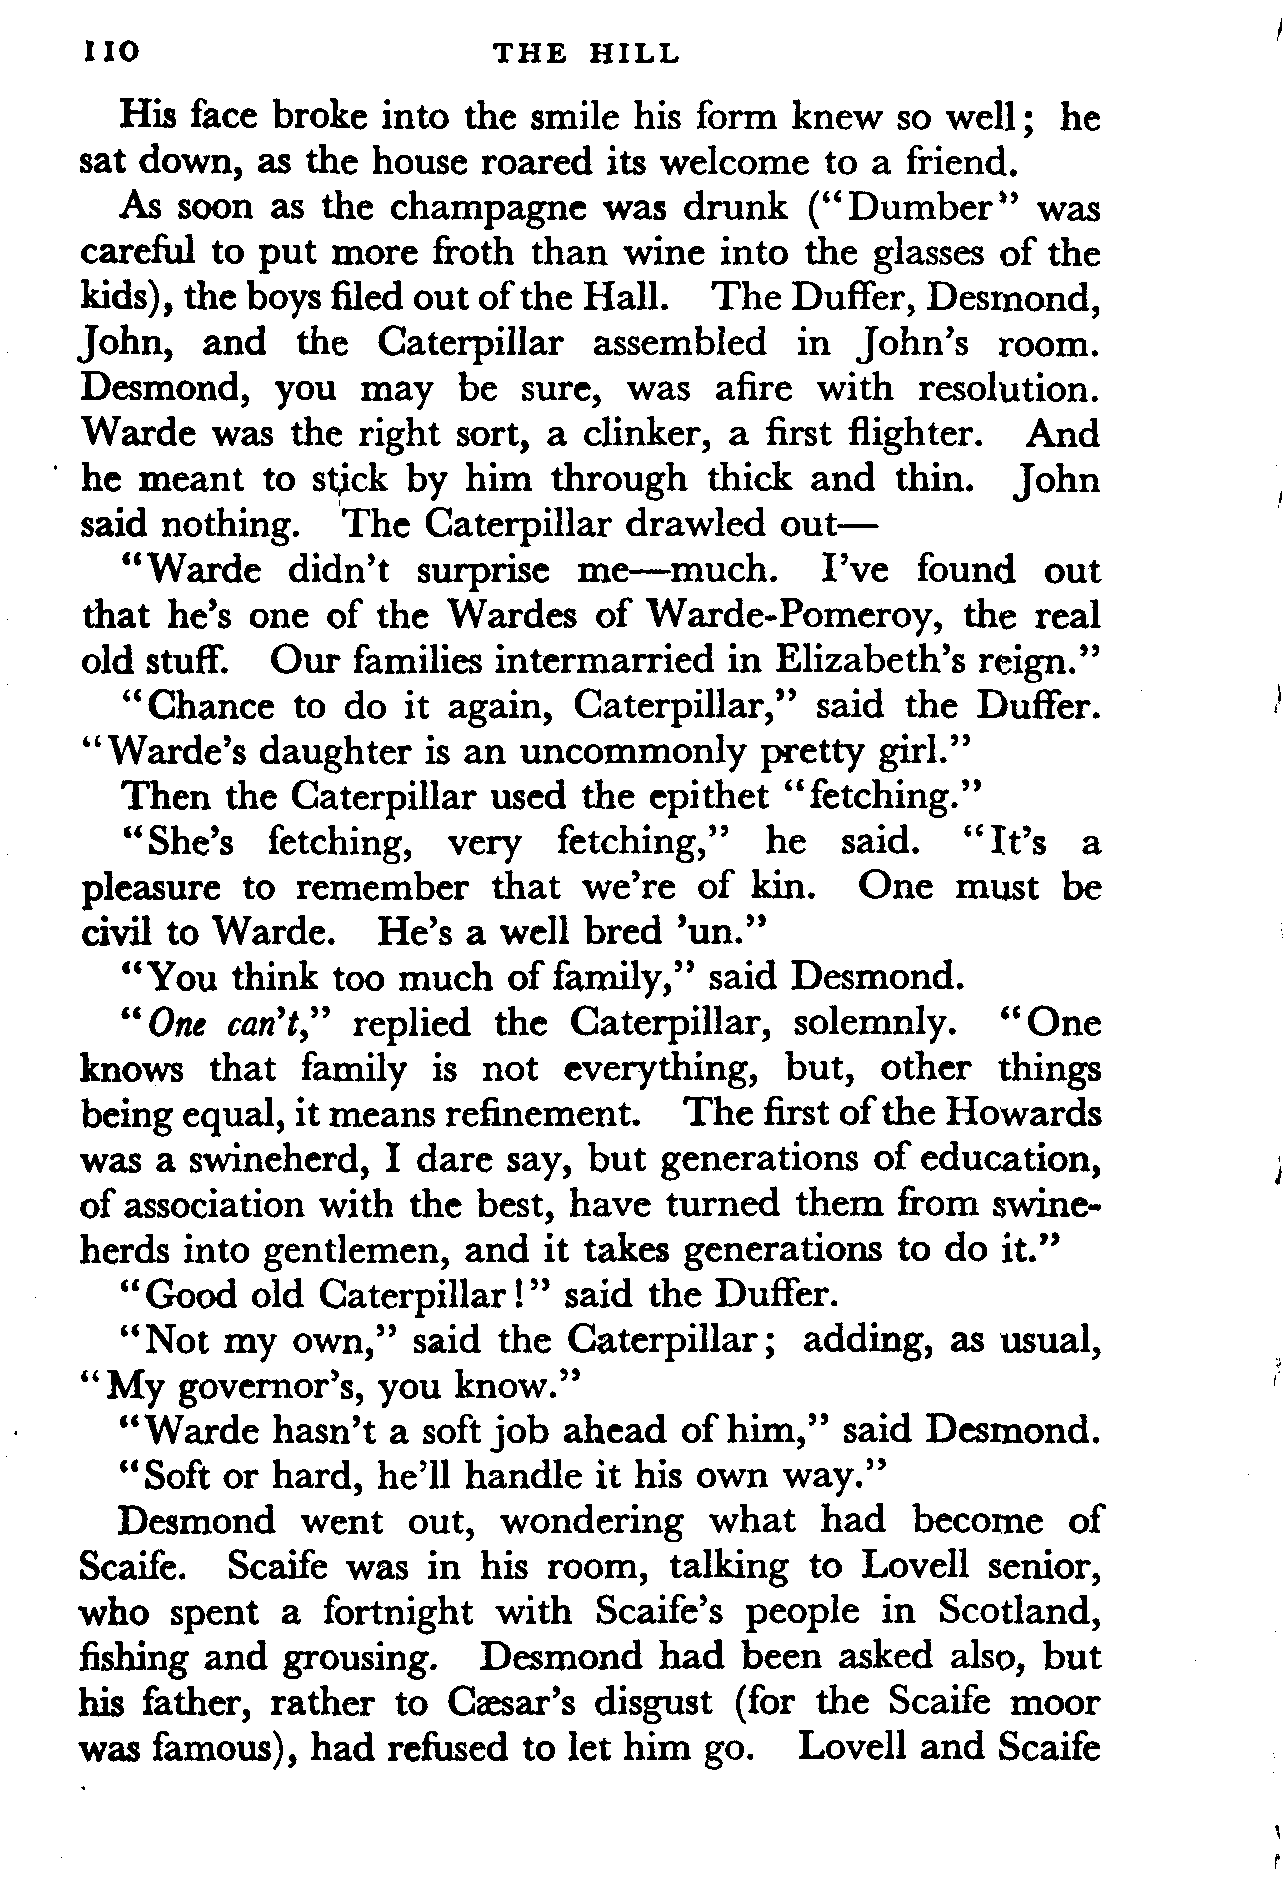 110 THE HILL
His face broke into the smile his form knew so well; he
sat down, as the house roared its welcome to a friend.
As soon as the champagne was drunk ("Dumber" was
careful to put more froth than wine into the glasses of the
kids), the boys filed out of the Hall. The Duffer, Desmond,
John, and the Caterpillar assembled in John's room.
Desmond, you may be sure, was afire with resolution.
Warde was the right sort, a clinker, a first flighter. And
he meant to stick by him through thick and thin. John
said nothing. The Caterpillar drawled out—
"Warde didn't surprise me—much. I've found out
that he's one of the Wardes of Warde-Pomeroy, the real
old stuff. Our families intermarried in Elizabeth's reign."
"Chance to do it again, Caterpillar," said the Duffer.
"Warde's daughter is an uncommonly pretty girl."
Then the Caterpillar used the epithet "fetching."
"She's fetching, very fetching," he said. "It's a
pleasure to remember that we're of kin. One must be
civil to Warde. He's a well bred 'un."
"You think too much of family," said Desmond.
"One can't," replied the Caterpillar, solemnly. "One
knows that family is not everything, but, other things
being equal, it means refinement. The first of the Howards
was a swineherd, I dare say, but generations of education,
of association with the best, have turned them from swine-
herds into gentlemen, and it takes generations to do it."
"Good old Caterpillar!" said the Duffer.
"Not my own," said the Caterpillar; adding, as usual,
"My governor's, you know."
"Warde hasn't a soft job ahead of him," said Desmond.
"Soft or hard, he'll handle it his own way."
Desmond went out, wondering what had become of
Scaife. Scaife was in his room, talking to Lovell senior,
who spent a fortnight with Scaife's people in Scotland,
fishing and grousing. Desmond had been asked also, but
his father, rather to Cæsar's disgust (for the Scaife moor
was famous), had refused to let him go. Lovell and Scaife